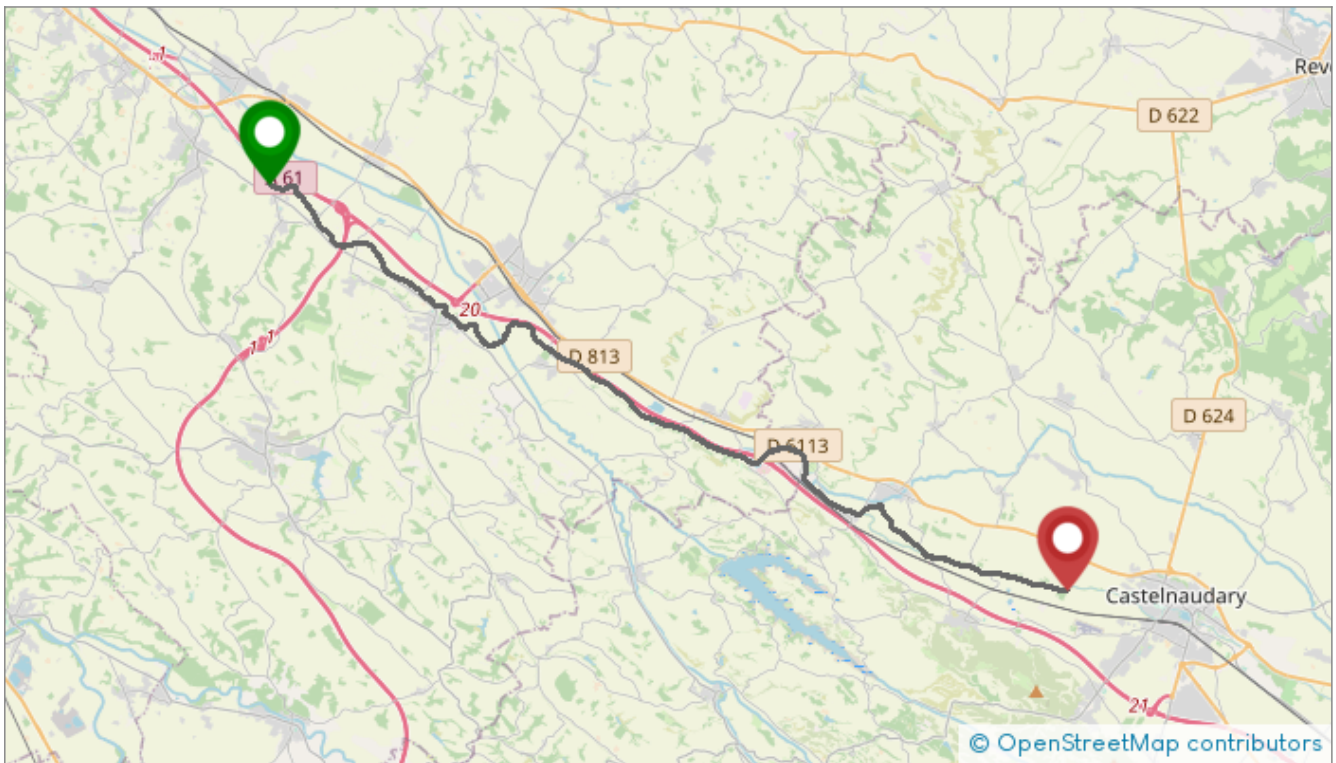 Rev
D 622
61
20
D 813
D 624
D 6113
Castelnaudary
21
© OpenStreetMap contributors